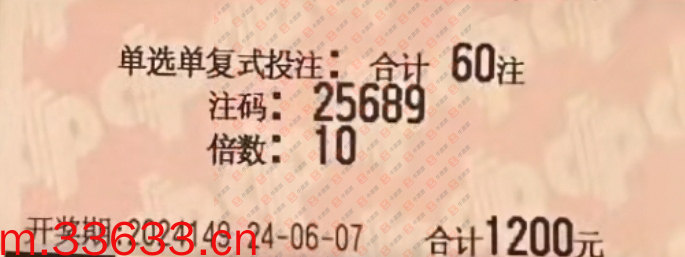 单选单复式投注：合计 60注
注码：25689
倍数：10
开奖期:2024149 24-06-07 合计1200元
m.33633.cn